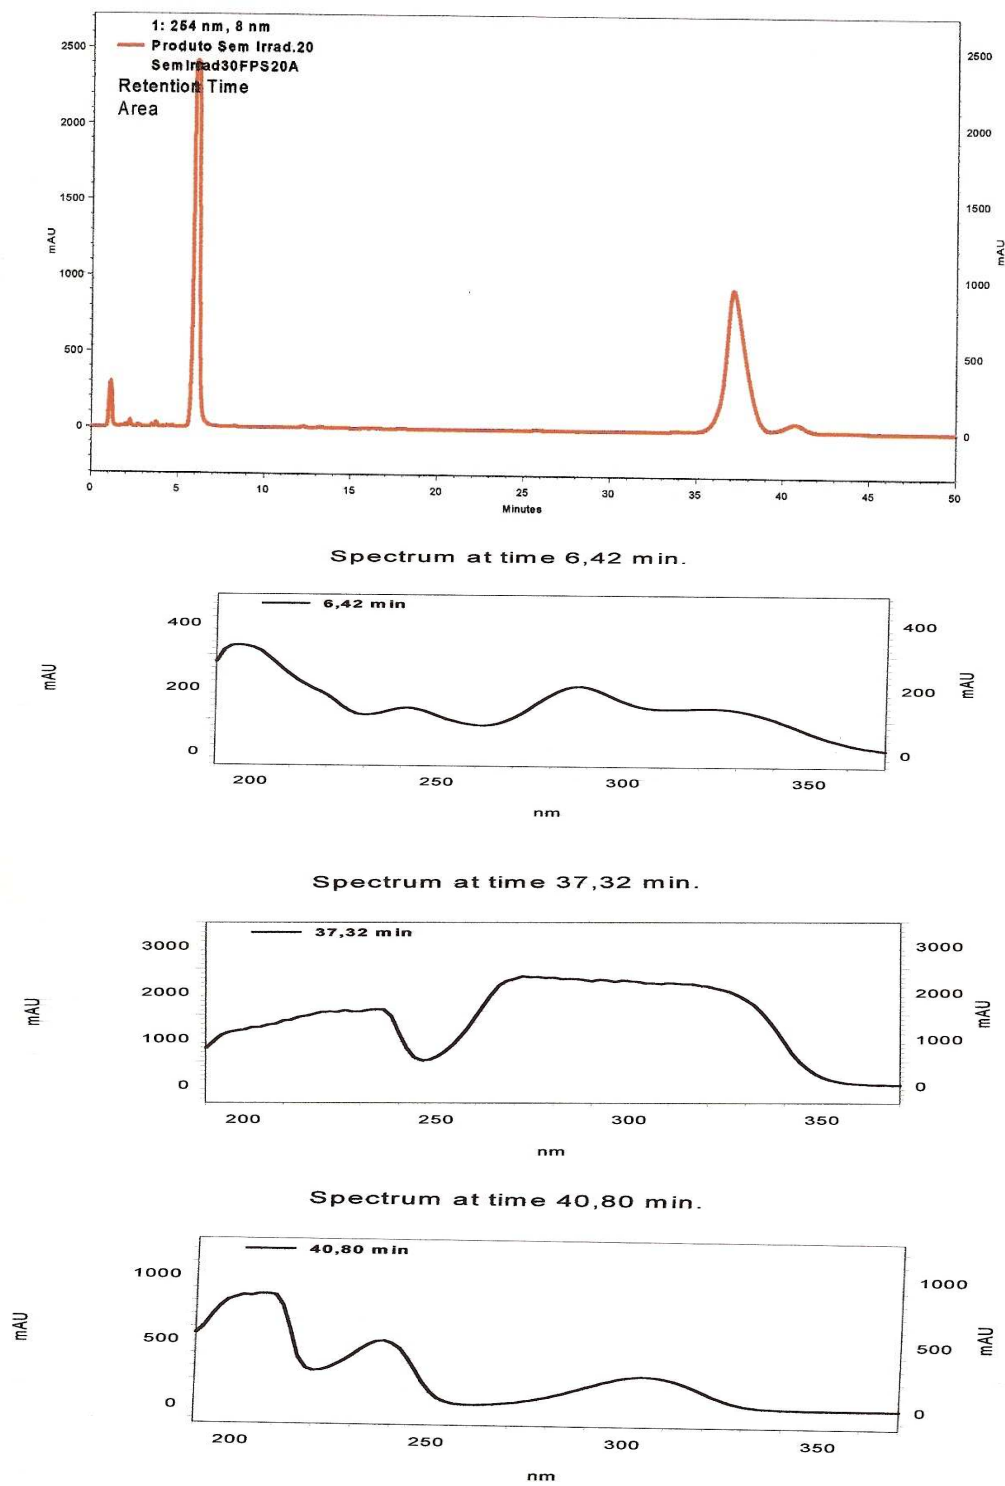 1: 254 nm, 8 nm
Produto Sem Irrad.20
SemIrrad30FPS20A
Retention Time
Area
2500
2000
1500
1000
500
0
mAU
2500
2000
1500
1000
500
0
mAU
0 5 10 15 20 25 30 35 40 45 50
Minutes
Spectrum at time 6,42 min.
6,42 min
400
200
0
mAU
400
200
0
mAU
200 250 300 350
nm
Spectrum at time 37,32 min.
37,32 min
3000
2000
1000
0
mAU
3000
2000
1000
0
mAU
200 250 300 350
nm
Spectrum at time 40,80 min.
40,80 min
1000
500
0
mAU
1000
500
0
mAU
200 250 300 350
nm